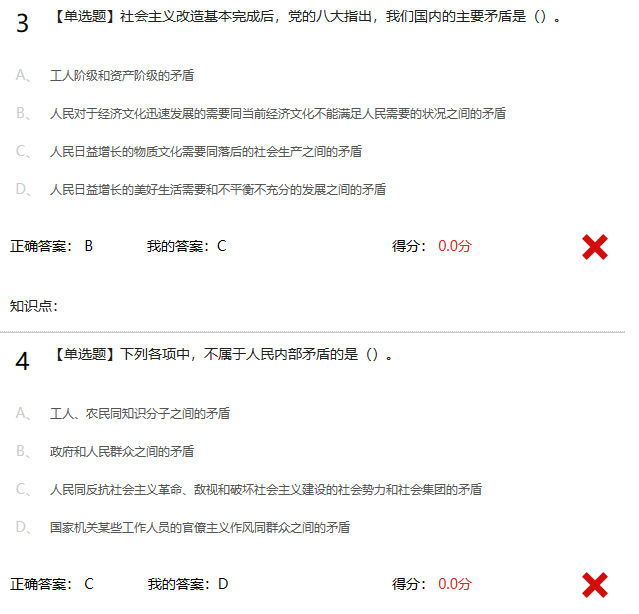 3 【单选题】社会主义改造基本完成后，党的八大指出，我们国内的主要矛盾是（）。
A、 工人阶级和资产阶级的矛盾
B、 人民对于经济文化迅速发展的需要同当前经济文化不能满足人民需要的状况之间的矛盾
C、 人民日益增长的物质文化需要同落后的社会生产之间的矛盾
D、 人民日益增长的美好生活需要和不平衡不充分的发展之间的矛盾
正确答案： B 我的答案：C 得分： 0.0分
知识点：
4 【单选题】下列各项中，不属于人民内部矛盾的是（）。
A、 工人、农民同知识分子之间的矛盾
B、 政府和人民群众之间的矛盾
C、 人民同反抗社会主义革命、敌视和破坏社会主义建设的社会势力和社会集团的矛盾
D、 国家机关某些工作人员的官僚主义作风同群众之间的矛盾
正确答案： C 我的答案：D 得分： 0.0分